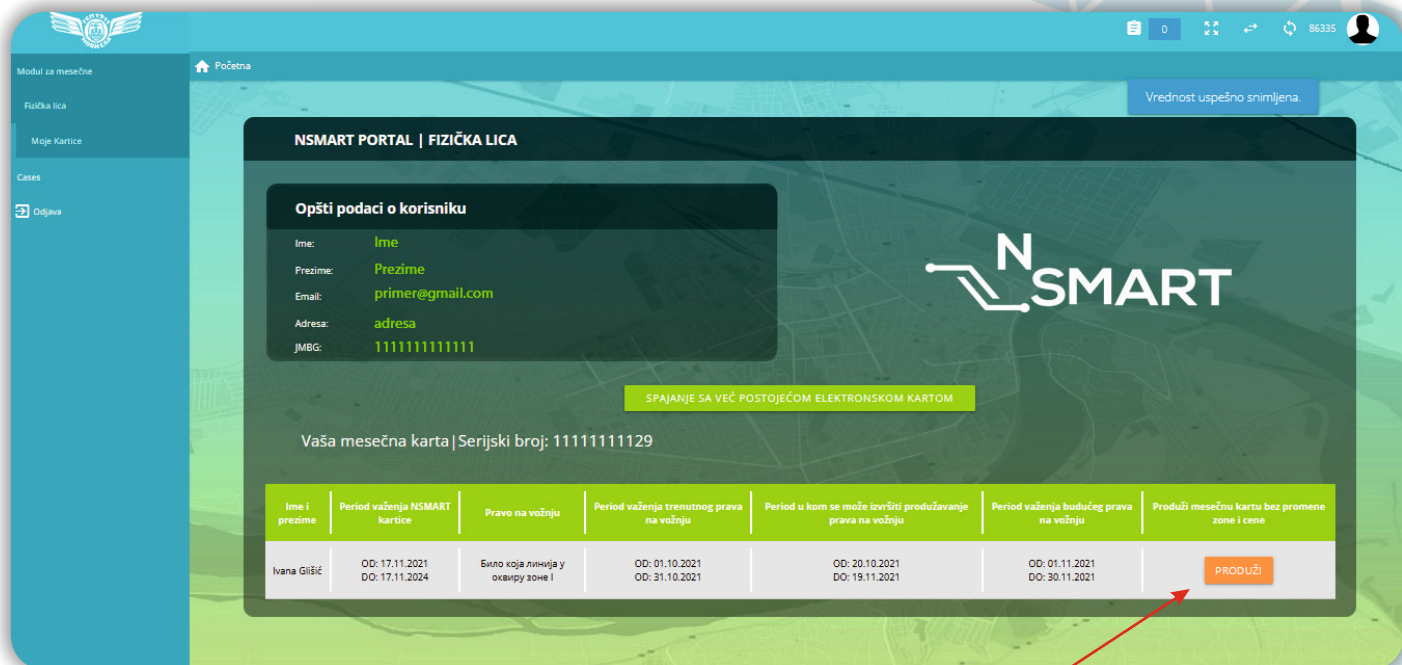 0
86335
Modul za mesečne
Fizička lica
Moje Kartice
Cases
Odjava
Početna
Vrednost uspešno snimljena.
NSMART PORTAL | FIZIČKA LICA
Opšti podaci o korisniku
Ime: Ime
Prezime: Prezime
Email: primer@gmail.com
Adresa: adresa
JMBG: 1111111111111
NSMART
SPAJANJE SA VEĆ POSTOJEĆOM ELEKTRONSKOM KARTOM
Vaša mesečna karta|Serijski broj: 11111111129
Ime i
prezime
Period važenja NSMART
kartice
Pravo na vožnju
Period važenja trenutnog prava
na vožnju
Period u kom se može izvršiti produžavanje
prava na vožnju
Period važenja budućeg prava
na vožnju
Produži mesečnu kartu bez promene
zone i cene
Ivana Glišić
OD: 17.11.2021
DO: 17.11.2024
Било која линија у
оквиру зоне I
OD: 01.10.2021
OD: 31.10.2021
OD: 20.10.2021
DO: 19.11.2021
OD: 01.11.2021
DO: 30.11.2021
PRODUŽI